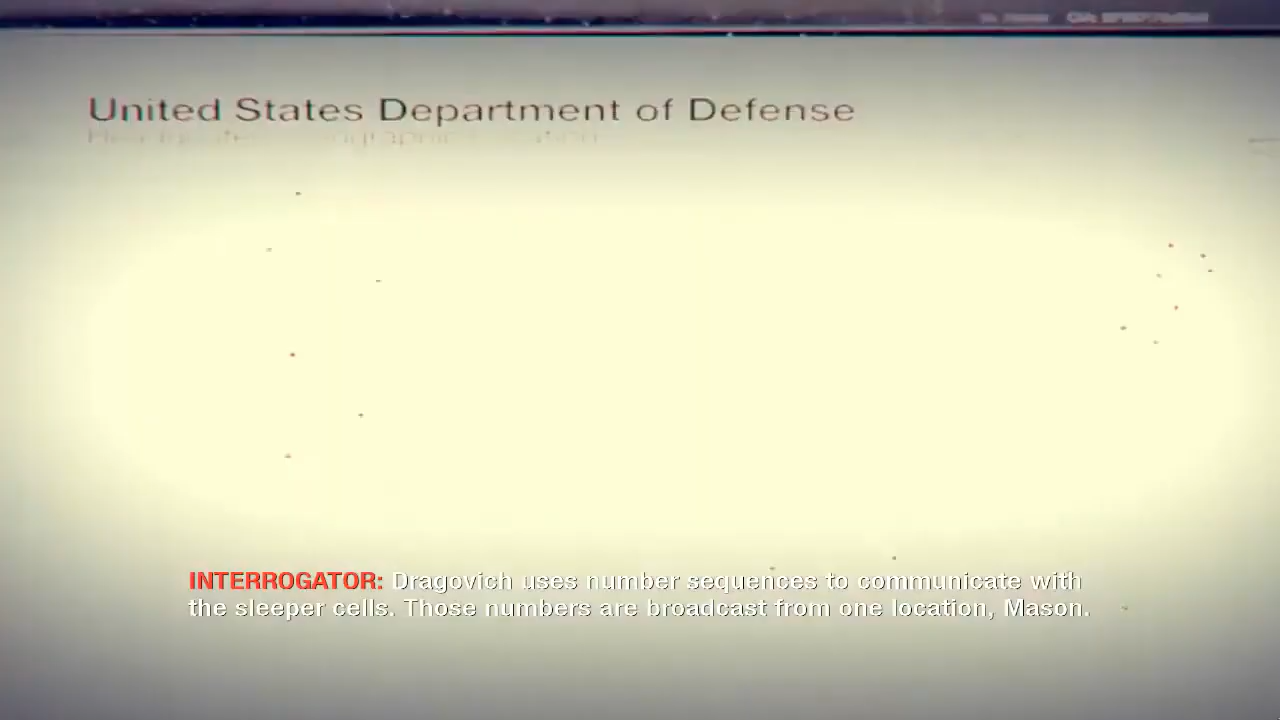 United States Department of Defense
INTERROGATOR: Dragovich uses number sequences to communicate with
the sleeper cells. Those numbers are broadcast from one location, Mason.